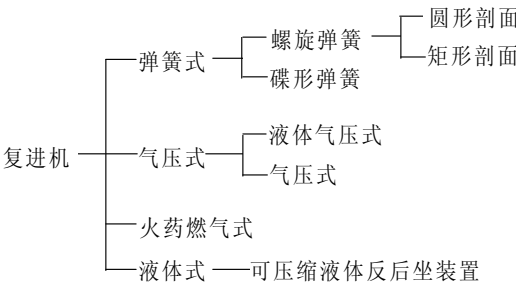 圆形剖面
螺旋弹簧
矩形剖面
弹簧式
碟形弹簧
液体气压式
复进机
气压式
气压式
火药燃气式
液体式
可压缩液体反后坐装置